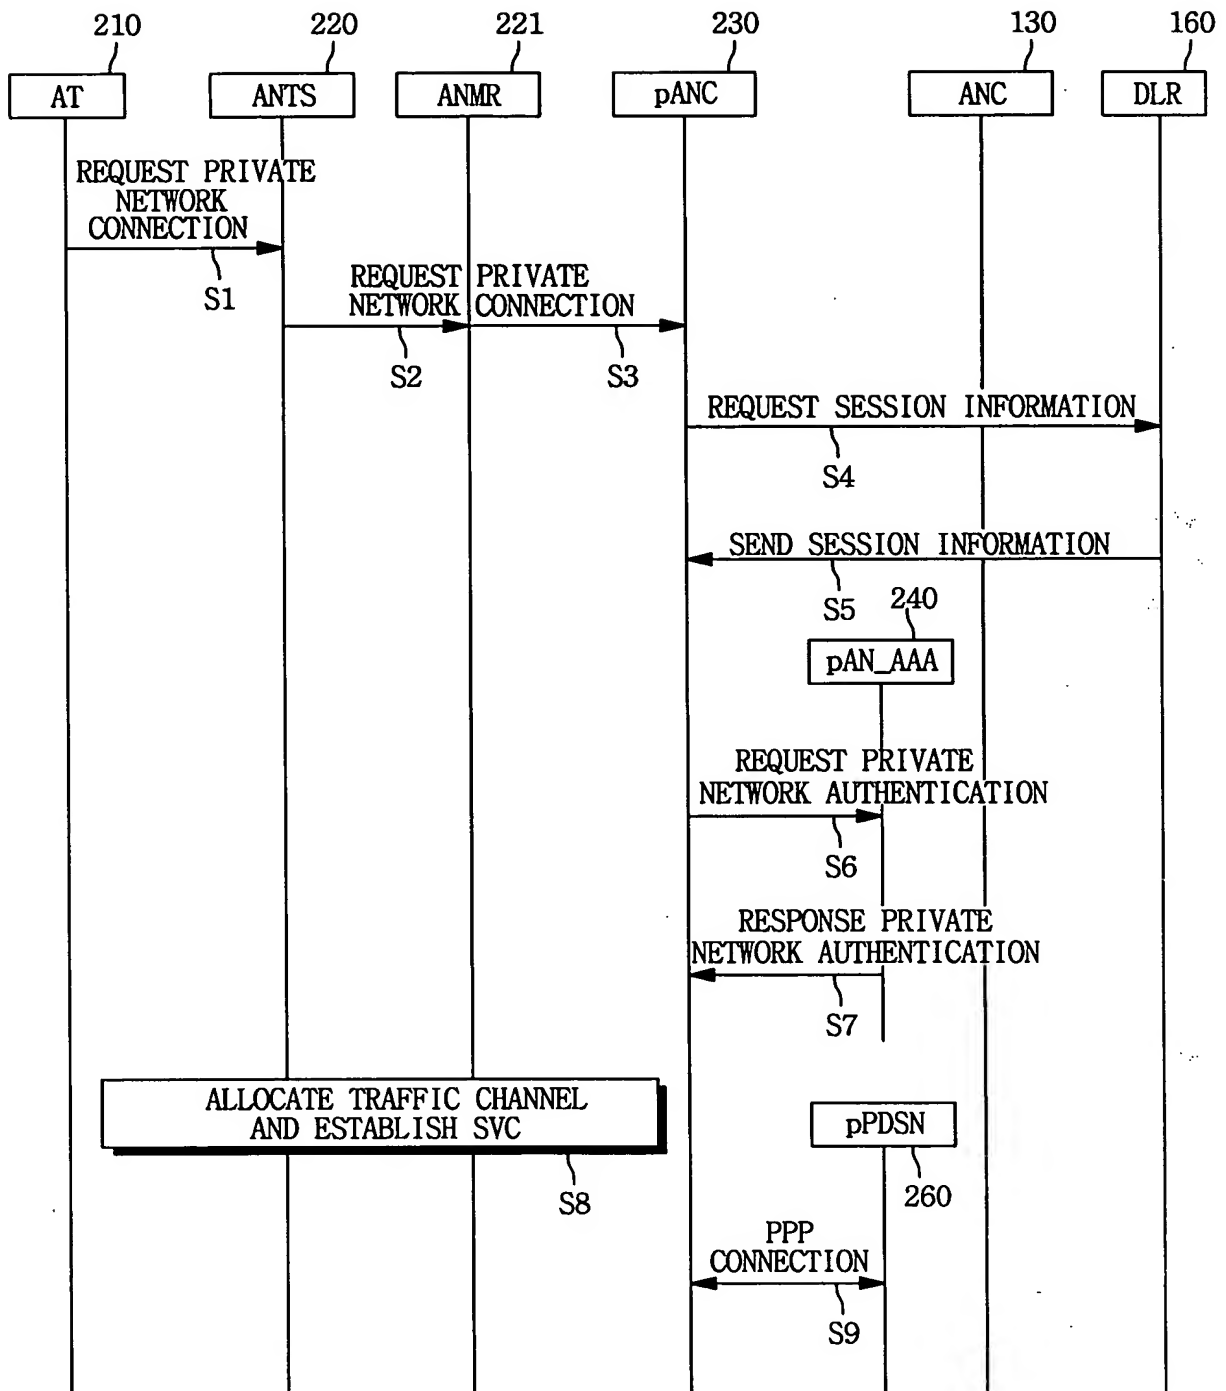 210 220 221 230 130 160
AT ANTS ANMR pANC ANC DLR
REQUEST PRIVATE
NETWORK
CONNECTION
S1
REQUEST PRIVATE
NETWORK CONNECTION
S2 S3
REQUEST SESSION INFORMATION
S4
SEND SESSION INFORMATION
S5 240
pAN_AAA
REQUEST PRIVATE
NETWORK AUTHENTICATION
S6
RESPONSE PRIVATE
NETWORK AUTHENTICATION
S7
ALLOCATE TRAFFIC CHANNEL
AND ESTABLISH SVC
pPDSN
S8 260
PPP
CONNECTION
S9